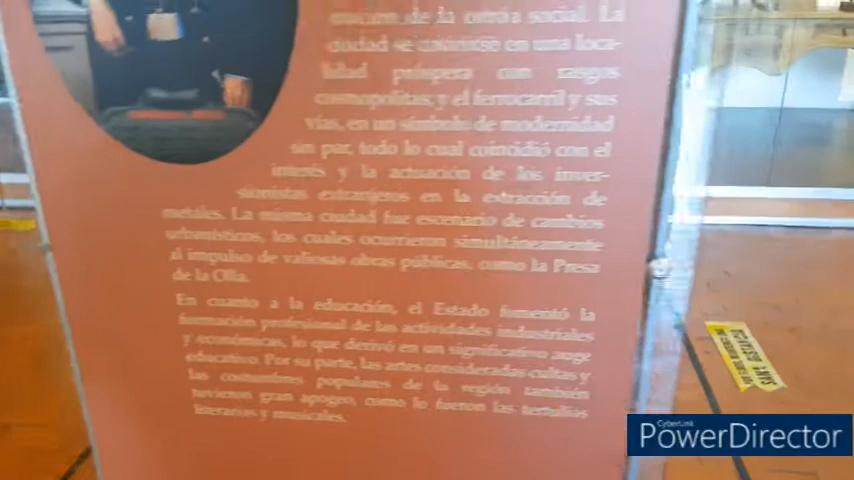 de la otrora social. La
ciudad se convirtió en una loca-
lidad próspera con rasgos
cosmopolitas, y el ferrocarril y sus
vías, en un símbolo de modernidad
sin par, todo lo cual coincidió con el
interés y la actuación de los inver-
sionistas extranjeros en la extracción de
metales. La misma ciudad fue escenario de cambios
urbanísticos, los cuales ocurrieron simultáneamente
al impulso de valiosas obras públicas, como la Presa
de la Olla.
En cuanto a la educación, el Estado fomentó la
formación profesional de las actividades industriales
y económicas, lo que derivó en un significativo auge
educativo. Por su parte, las artes consideradas cultas y
las costumbres populares de la región también
tuvieron gran apogeo, como lo fueron las tertulias
literarias y musicales.
SANA DISTANCIA
CyberLink
PowerDirector